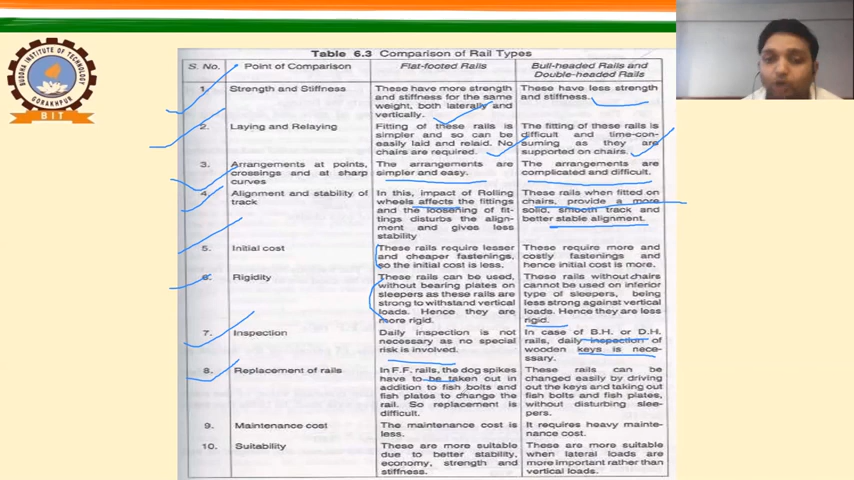 BUDDHA INSTITUTE OF TECHNOLOGY
GORAKHPUR
BIT
Table 6.3 Comparison of Rail Types
S. No. Point of Comparison Flat-footed Rails Bull-headed Rails and
Double-headed Rails
1. Strength and Stiffness These have more strength These have less strength
and stiffness for the same and stiffness.
weight, both laterally and
vertically.
2. Laying and Relaying Fitting of these rails is The fitting of these rails is
simpler and so can be difficult and time-con-
easily laid and relaid. No suming as they are
chairs are required. supported on chairs.
3. Arrangements at points, The arrangements are The arrangements are
crossings and at sharp simpler and easy. complicated and difficult.
curves
4. Alignment and stability of In this, impact of Rolling These rails when fitted on
track wheels affects the fittings chairs, provide a more
and the loosening of fit- solid, smooth track and
tings disturbs the align- better stable alignment.
ment and gives less
stability
5. Initial cost These rails require lesser These require more and
and cheaper fastenings, costly fastenings and
so the initial cost is less. hence initial cost is more.
6. Rigidity These rails can be used, These rails without chairs
without bearing plates on cannot be used on inferior
sleepers as these rails are type of sleepers, being
strong to withstand vertical less strong against vertical
loads. Hence they are loads. Hence they are less
more rigid. rigid.
7. Inspection Daily inspection is not In case of B.H. or D.H.
necessary as no special rails, daily inspection of
risk is involved. wooden keys is nece-
ssary.
8. Replacement of rails In F.F. rails, the dog spikes These rails can be
have to be taken out in changed easily by driving
addition to fish bolts and out the keys and taking out
fish plates to change the fish bolts and fish plates,
rail. So replacement is without disturbing slee-
difficult. pers.
9. Maintenance cost The maintenance cost is It requires heavy mainte-
less. nance cost.
10. Suitability These are more suitable These are more suitable
due to better stability, when lateral loads are
economy, strength and more important rather than
stiffness. vertical loads.